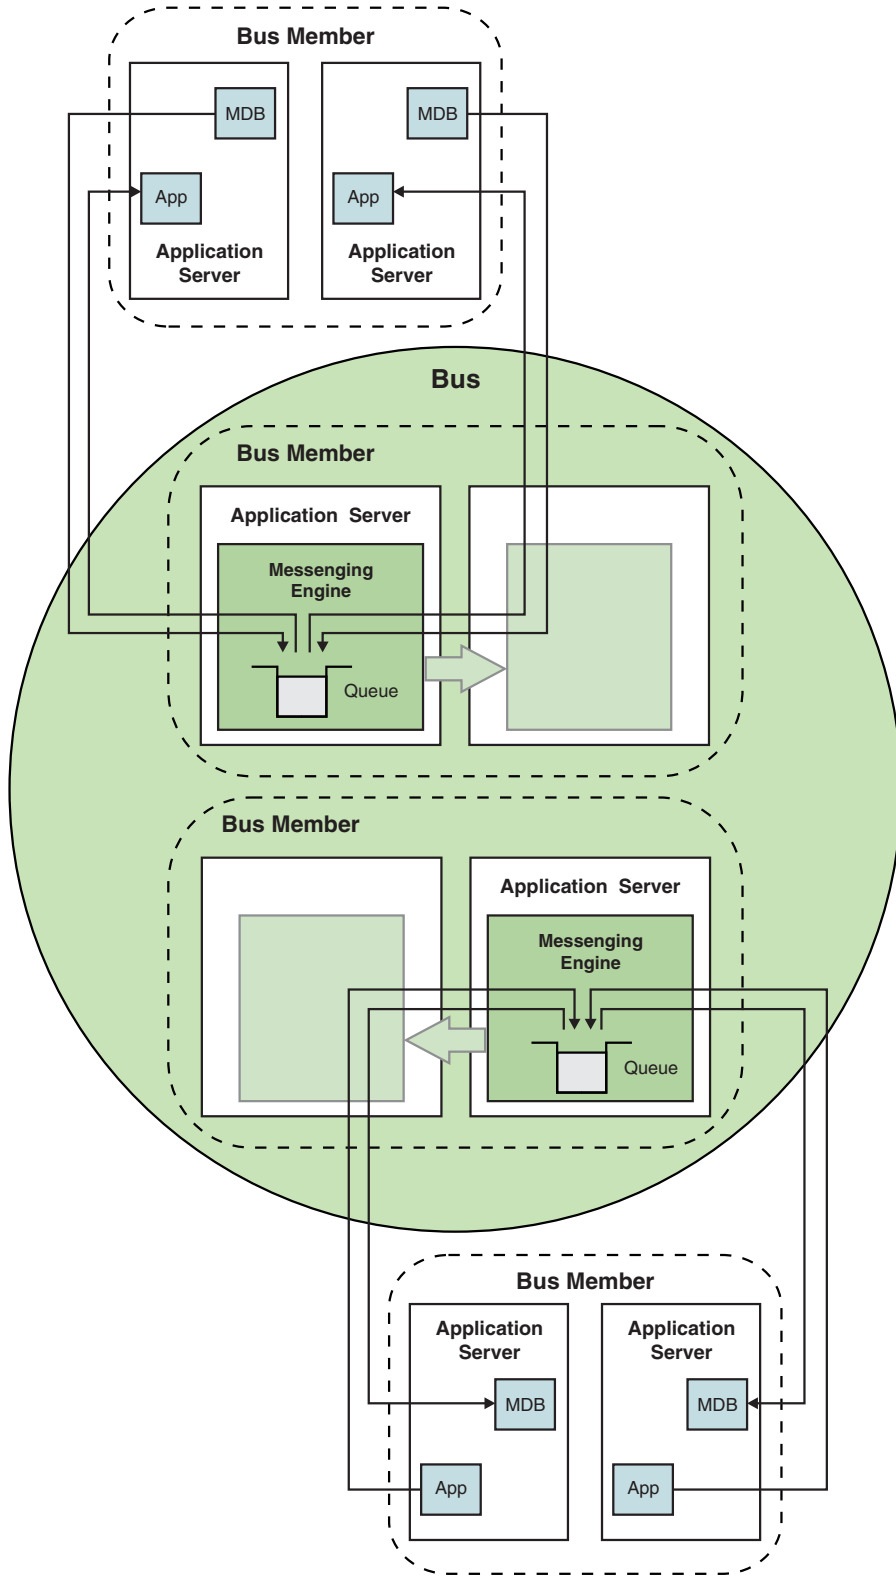 Bus Member
MDB
MDB
App
App
Application
Server
Application
Server
Bus
Bus Member
Application Server
Messenging
Engine
Queue
Bus Member
Application Server
Messenging
Engine
Queue
Bus Member
Application
Server
Application
Server
MDB
MDB
App
App